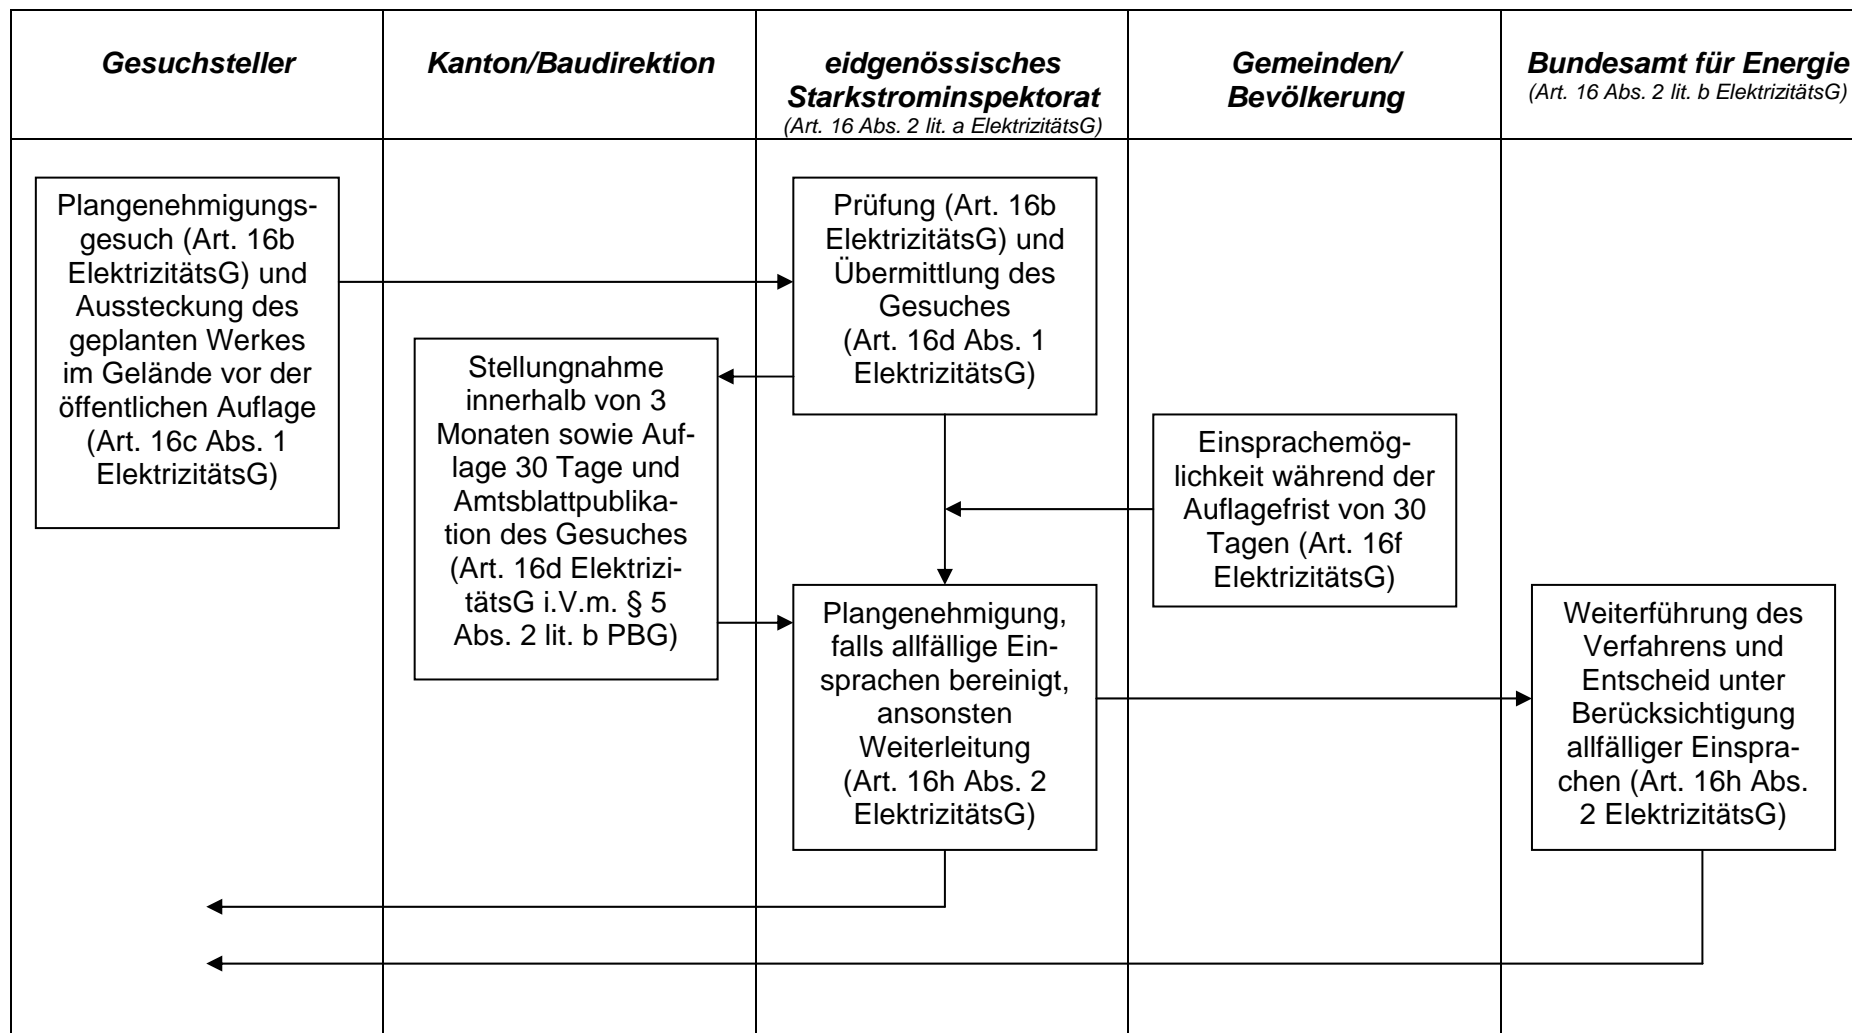 Gesuchsteller
Kanton/Baudirektion
eidgenössisches
Starkstrominspektorat
(Art. 16 Abs. 2 lit. a ElektrizitätsG)
Gemeinden/
Bevölkerung
Bundesamt für Energie
(Art. 16 Abs. 2 lit. b ElektrizitätsG)
Plangenehmigungs-
gesuch (Art. 16b
ElektrizitätsG) und
Aussteckung des
geplanten Werkes
im Gelände vor der
öffentlichen Auflage
(Art. 16c Abs. 1
ElektrizitätsG)
Stellungnahme
innerhalb von 3
Monaten sowie Auf-
lage 30 Tage und
Amtsblattpublika-
tion des Gesuches
(Art. 16d Elektrizi-
tätsG i.V.m. § 5
Abs. 2 lit. b PBG)
Prüfung (Art. 16b
ElektrizitätsG) und
Übermittlung des
Gesuches
(Art. 16d Abs. 1
ElektrizitätsG)
Plangenehmigung,
falls allfällige Ein-
sprachen bereinigt,
ansonsten
Weiterleitung
(Art. 16h Abs. 2
ElektrizitätsG)
Einsprachemög-
lichkeit während der
Auflagefrist von 30
Tagen (Art. 16f
ElektrizitätsG)
Weiterführung des
Verfahrens und
Entscheid unter
Berücksichtigung
allfälliger Einspra-
chen (Art. 16h Abs.
2 ElektrizitätsG)